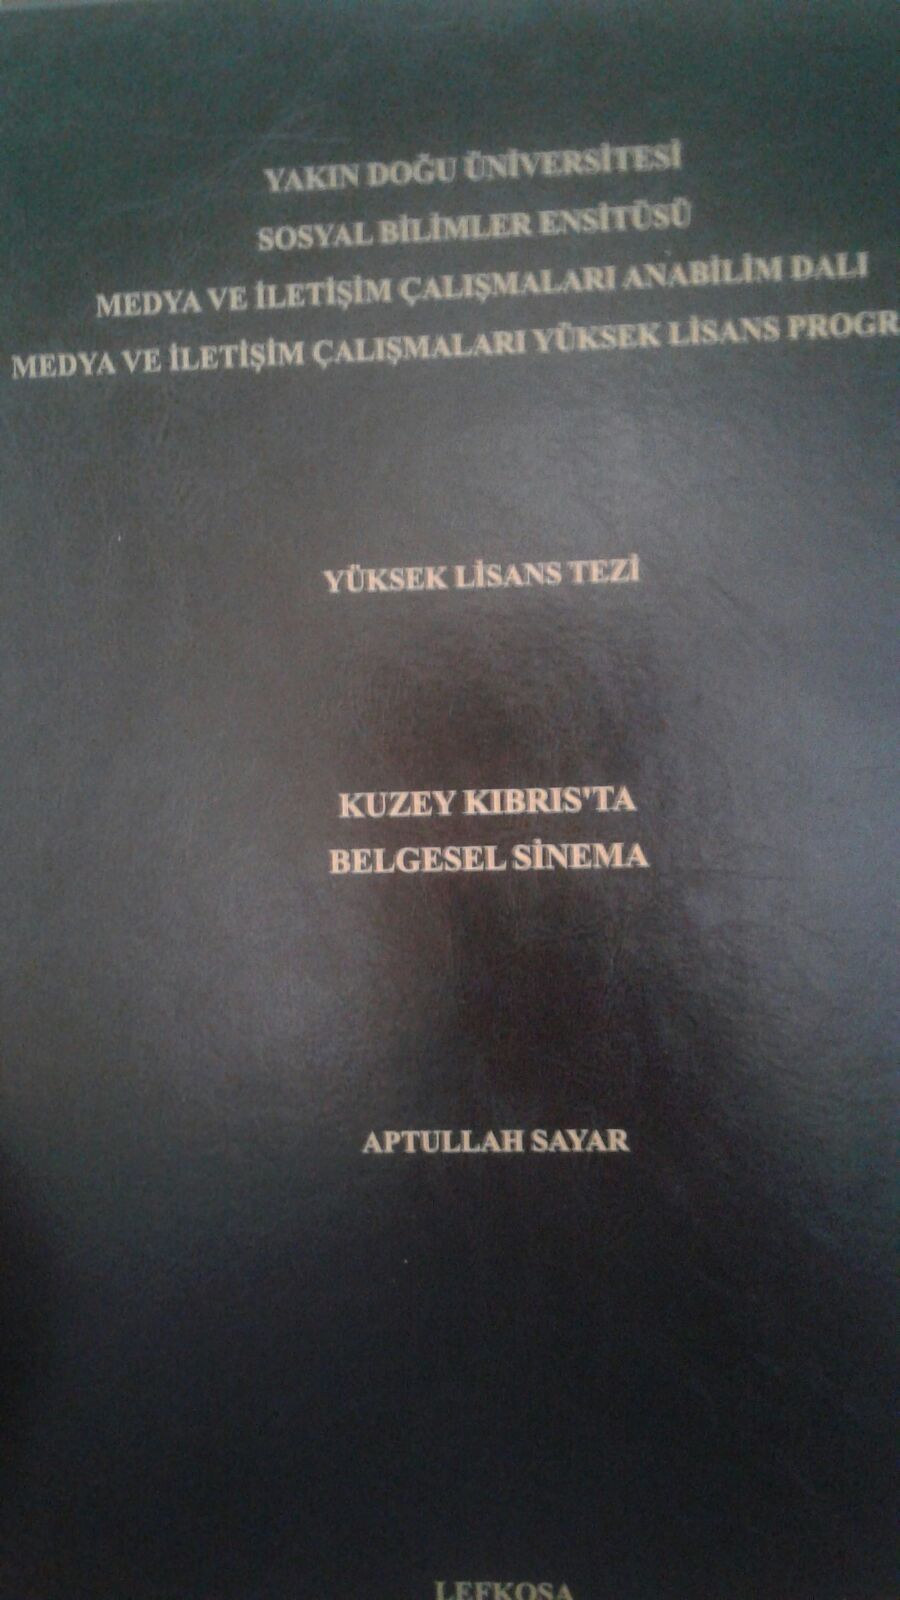 YAKIN DOĞU ÜNİVERSİTESİ
SOSYAL BİLİMLER ENSİTÜSÜ
MEDYA VE İLETİŞİM ÇALIŞMALARI ANABİLİM DALI
MEDYA VE İLETİŞİM ÇALIŞMALARI YÜKSEK LİSANS PROGR
YÜKSEK LİSANS TEZİ
KUZEY KIBRIS'TA
BELGESEL SİNEMA
APTULLAH SAYAR
LEFKOŞA